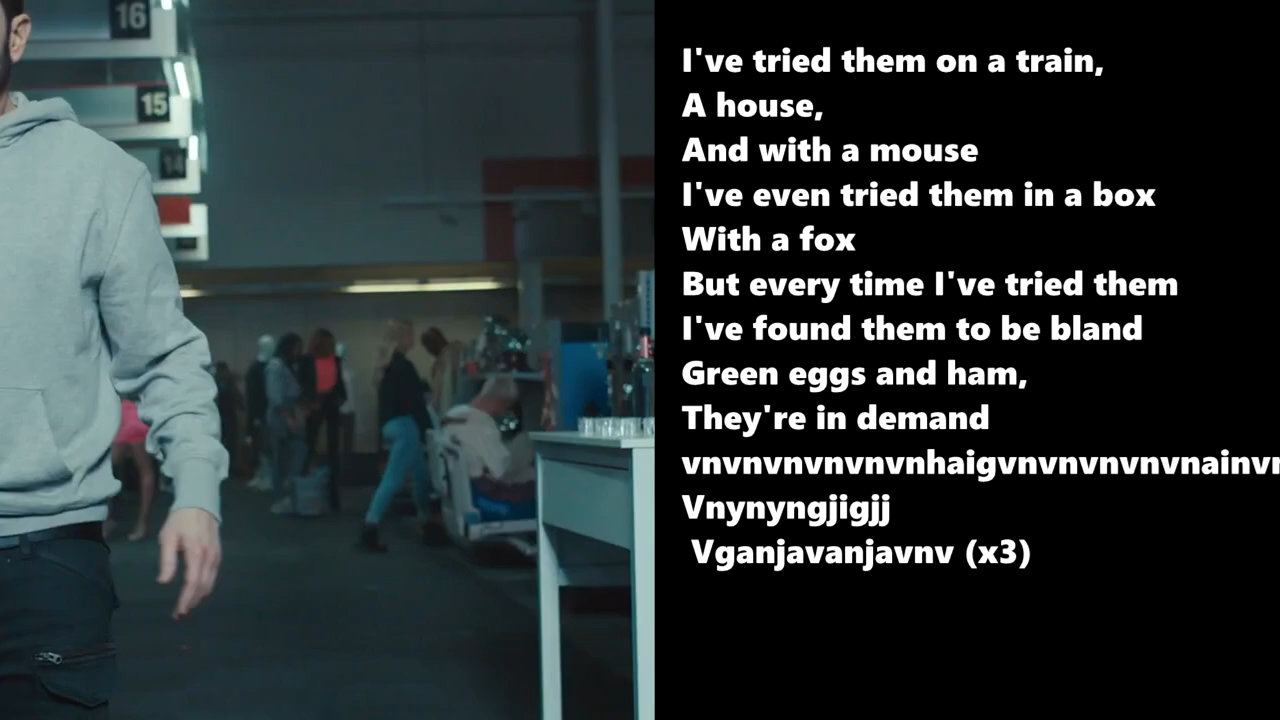 16
15
14
I've tried them on a train,
A house,
And with a mouse
I've even tried them in a box
With a fox
But every time I've tried them
I've found them to be bland
Green eggs and ham,
They're in demand
vnvnvnvnvnvnhaigvnvnvnvnvnainvn
Vnynyngjigjj
Vganjavanjavnv (x3)